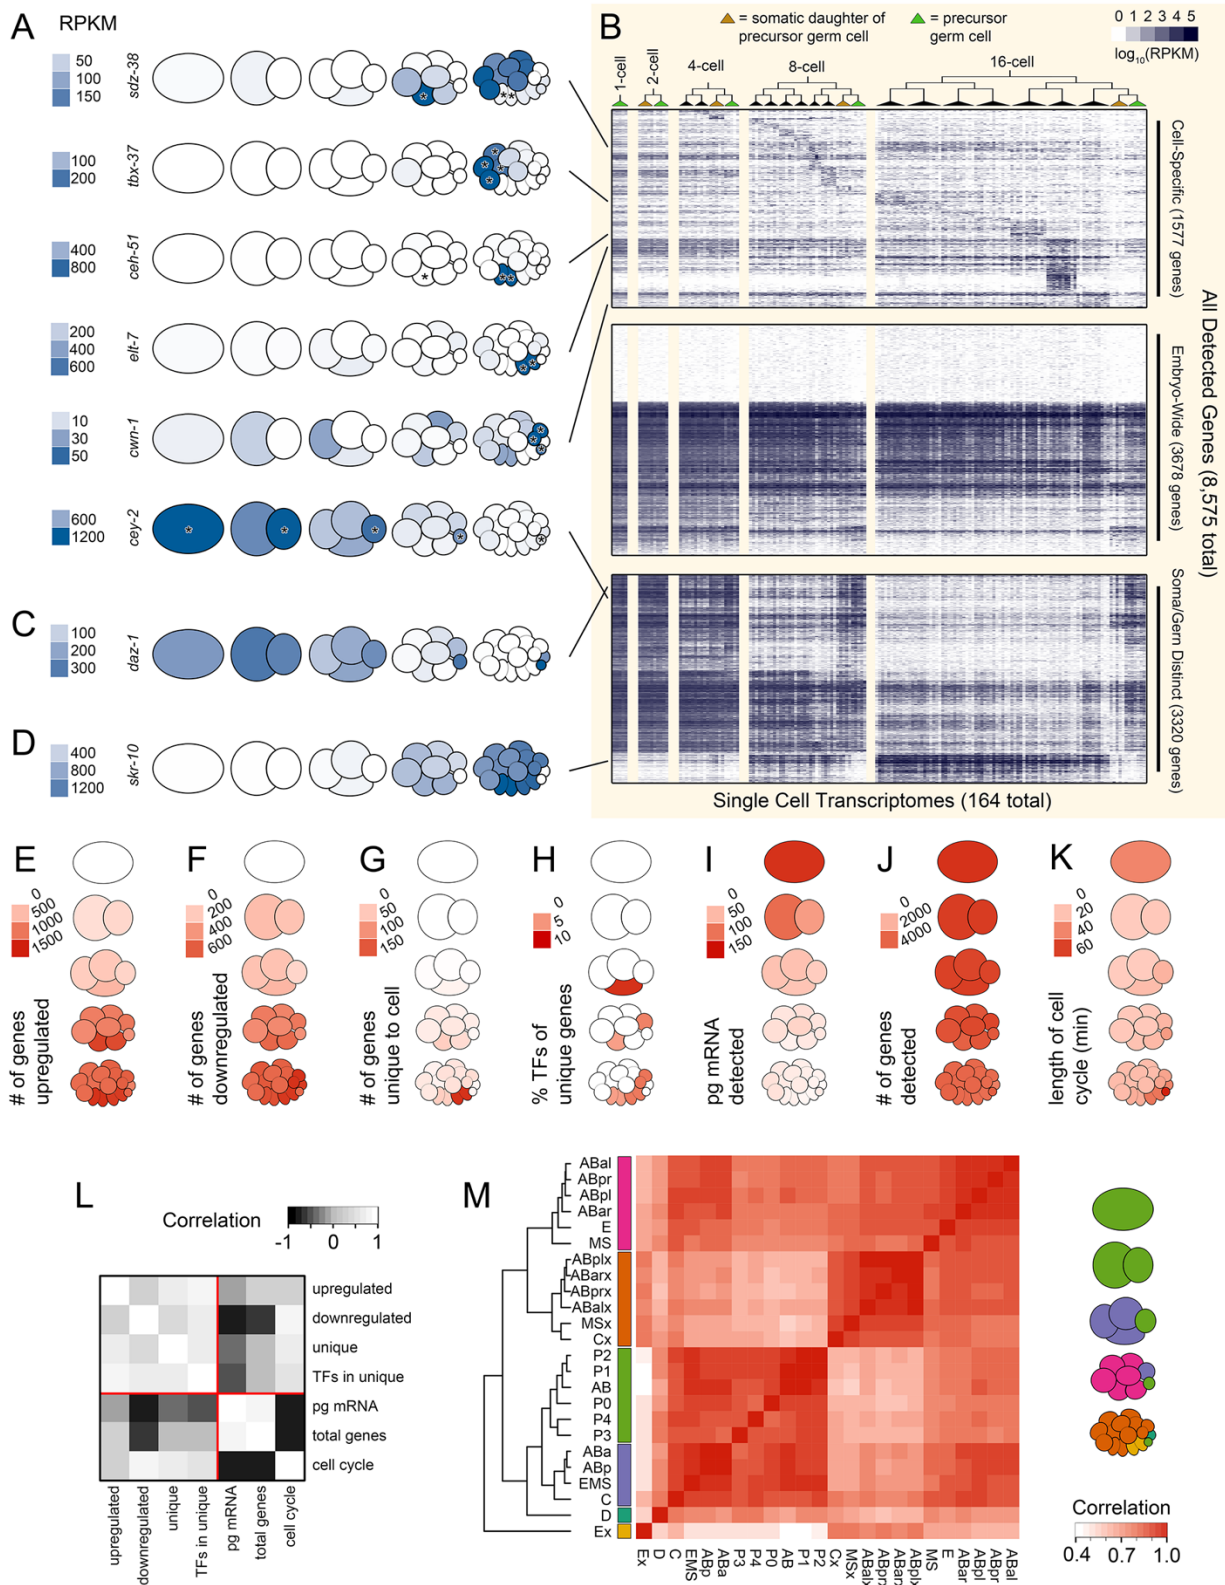 A
RPKM
50
100
150
sdz-38
100
200
tbx-37
400
800
ceh-51
200
400
600
elt-7
10
30
50
cwn-1
600
1200
cey-2
C
100
200
300
daz-1
D
400
800
1200
skr-10
B
= somatic daughter of
precursor germ cell
= precursor
germ cell
0 1 2 3 4 5
log10(RPKM)
1-cell
2-cell
4-cell
8-cell
16-cell
Cell-Specific (1577 genes)
Embryo-Wide (3678 genes)
Soma/Germ Distinct (3320 genes)
All Detected Genes (8,575 total)
Single Cell Transcriptomes (164 total)
E
0
500
1000
1500
# of genes
upregulated
F
0
200
400
600
# of genes
downregulated
G
0
50
100
150
# of genes
unique to cell
H
0
5
10
% TFs of
unique genes
I
0
50
100
150
pg mRNA
detected
J
0
2000
4000
# of genes
detected
K
0
20
40
60
length of cell
cycle (min)
L
Correlation
-1 0 1
upregulated
downregulated
unique
TFs in unique
pg mRNA
total genes
cell cycle
upregulated
downregulated
unique
TFs in unique
pg mRNA
total genes
cell cycle
M
ABal
ABpr
ABpl
ABar
E
MS
ABplx
ABarx
ABprx
ABalx
MSx
Cx
P2
P1
AB
P0
P4
P3
ABa
ABp
EMS
C
D
Ex
Ex
D
C
EMS
ABp
ABa
P3
P4
P0
AB
P1
P2
Cx
MSx
ABalx
ABprx
ABarx
ABplx
MS
E
ABar
ABpl
ABpr
ABal
Correlation
0.4 0.7 1.0